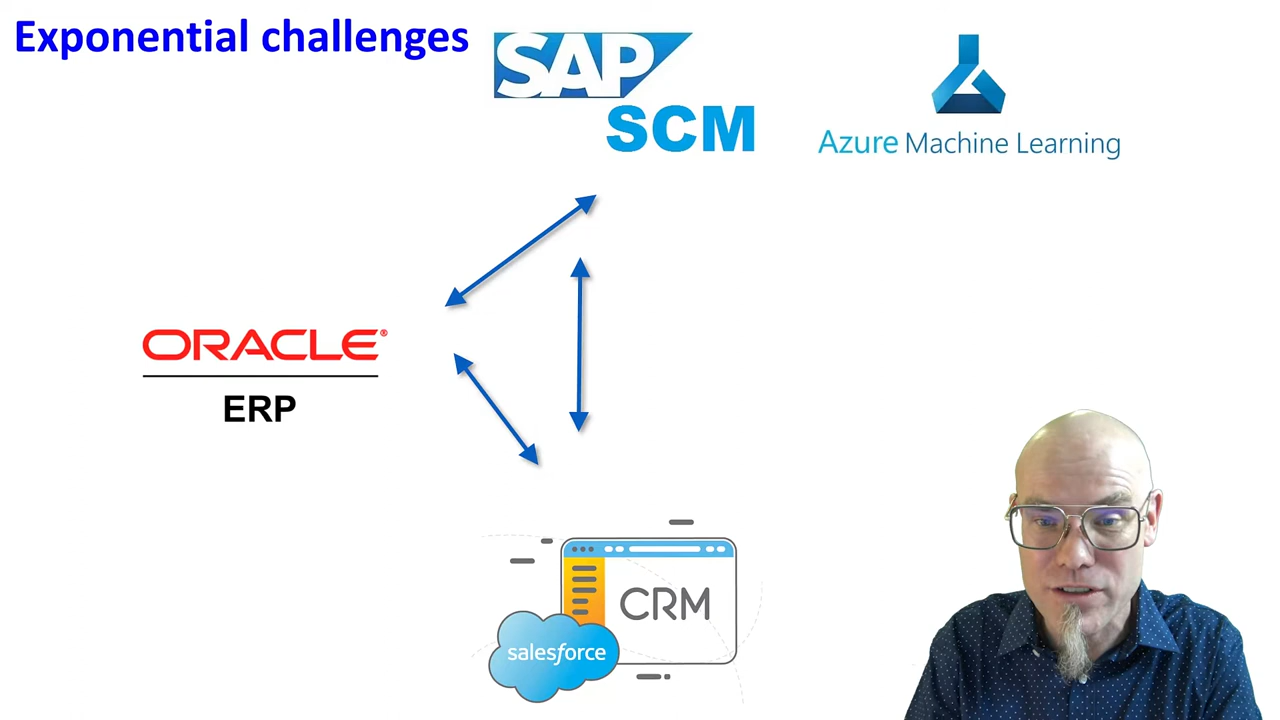 Exponential challenges
SAP
SCM
Azure Machine Learning
ORACLE®
ERP
CRM
salesforce